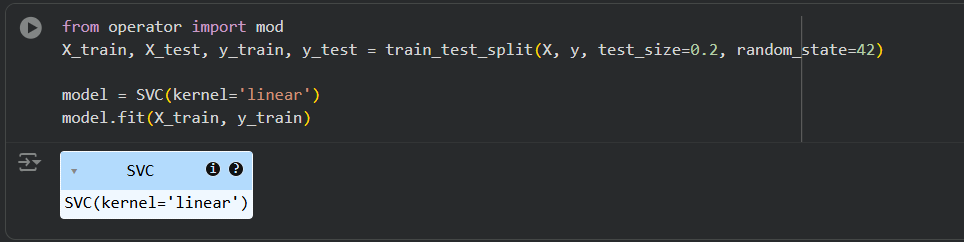 from operator import mod
X_train, X_test, y_train, y_test = train_test_split(X, y, test_size=0.2, random_state=42)
model = SVC(kernel='linear')
model.fit(X_train, y_train)
SVC i ?
SVC(kernel='linear')